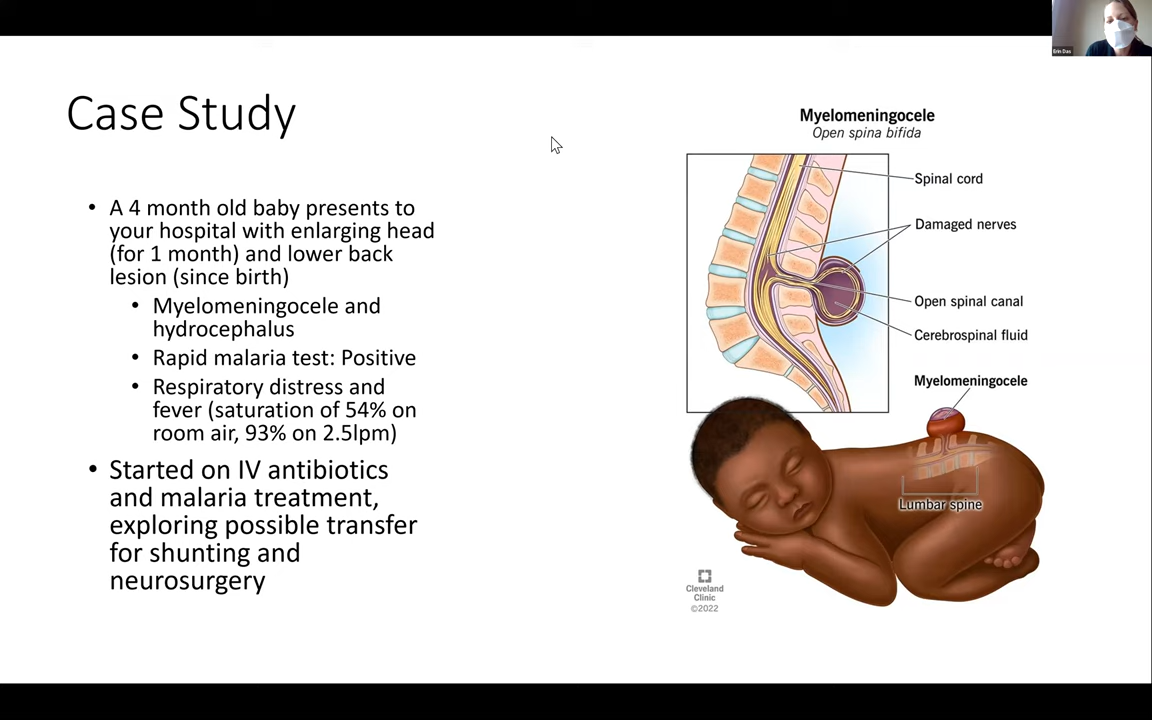 Erin Das
Case Study
• A 4 month old baby presents to
your hospital with enlarging head
(for 1 month) and lower back
lesion (since birth)
• Myelomeningocele and
hydrocephalus
• Rapid malaria test: Positive
• Respiratory distress and
fever (saturation of 54% on
room air, 93% on 2.5lpm)
• Started on IV antibiotics
and malaria treatment,
exploring possible transfer
for shunting and
neurosurgery
Myelomeningocele
Open spina bifida
Spinal cord
Damaged nerves
Open spinal canal
Cerebrospinal fluid
Myelomeningocele
Lumbar spine
Cleveland
Clinic
©2022